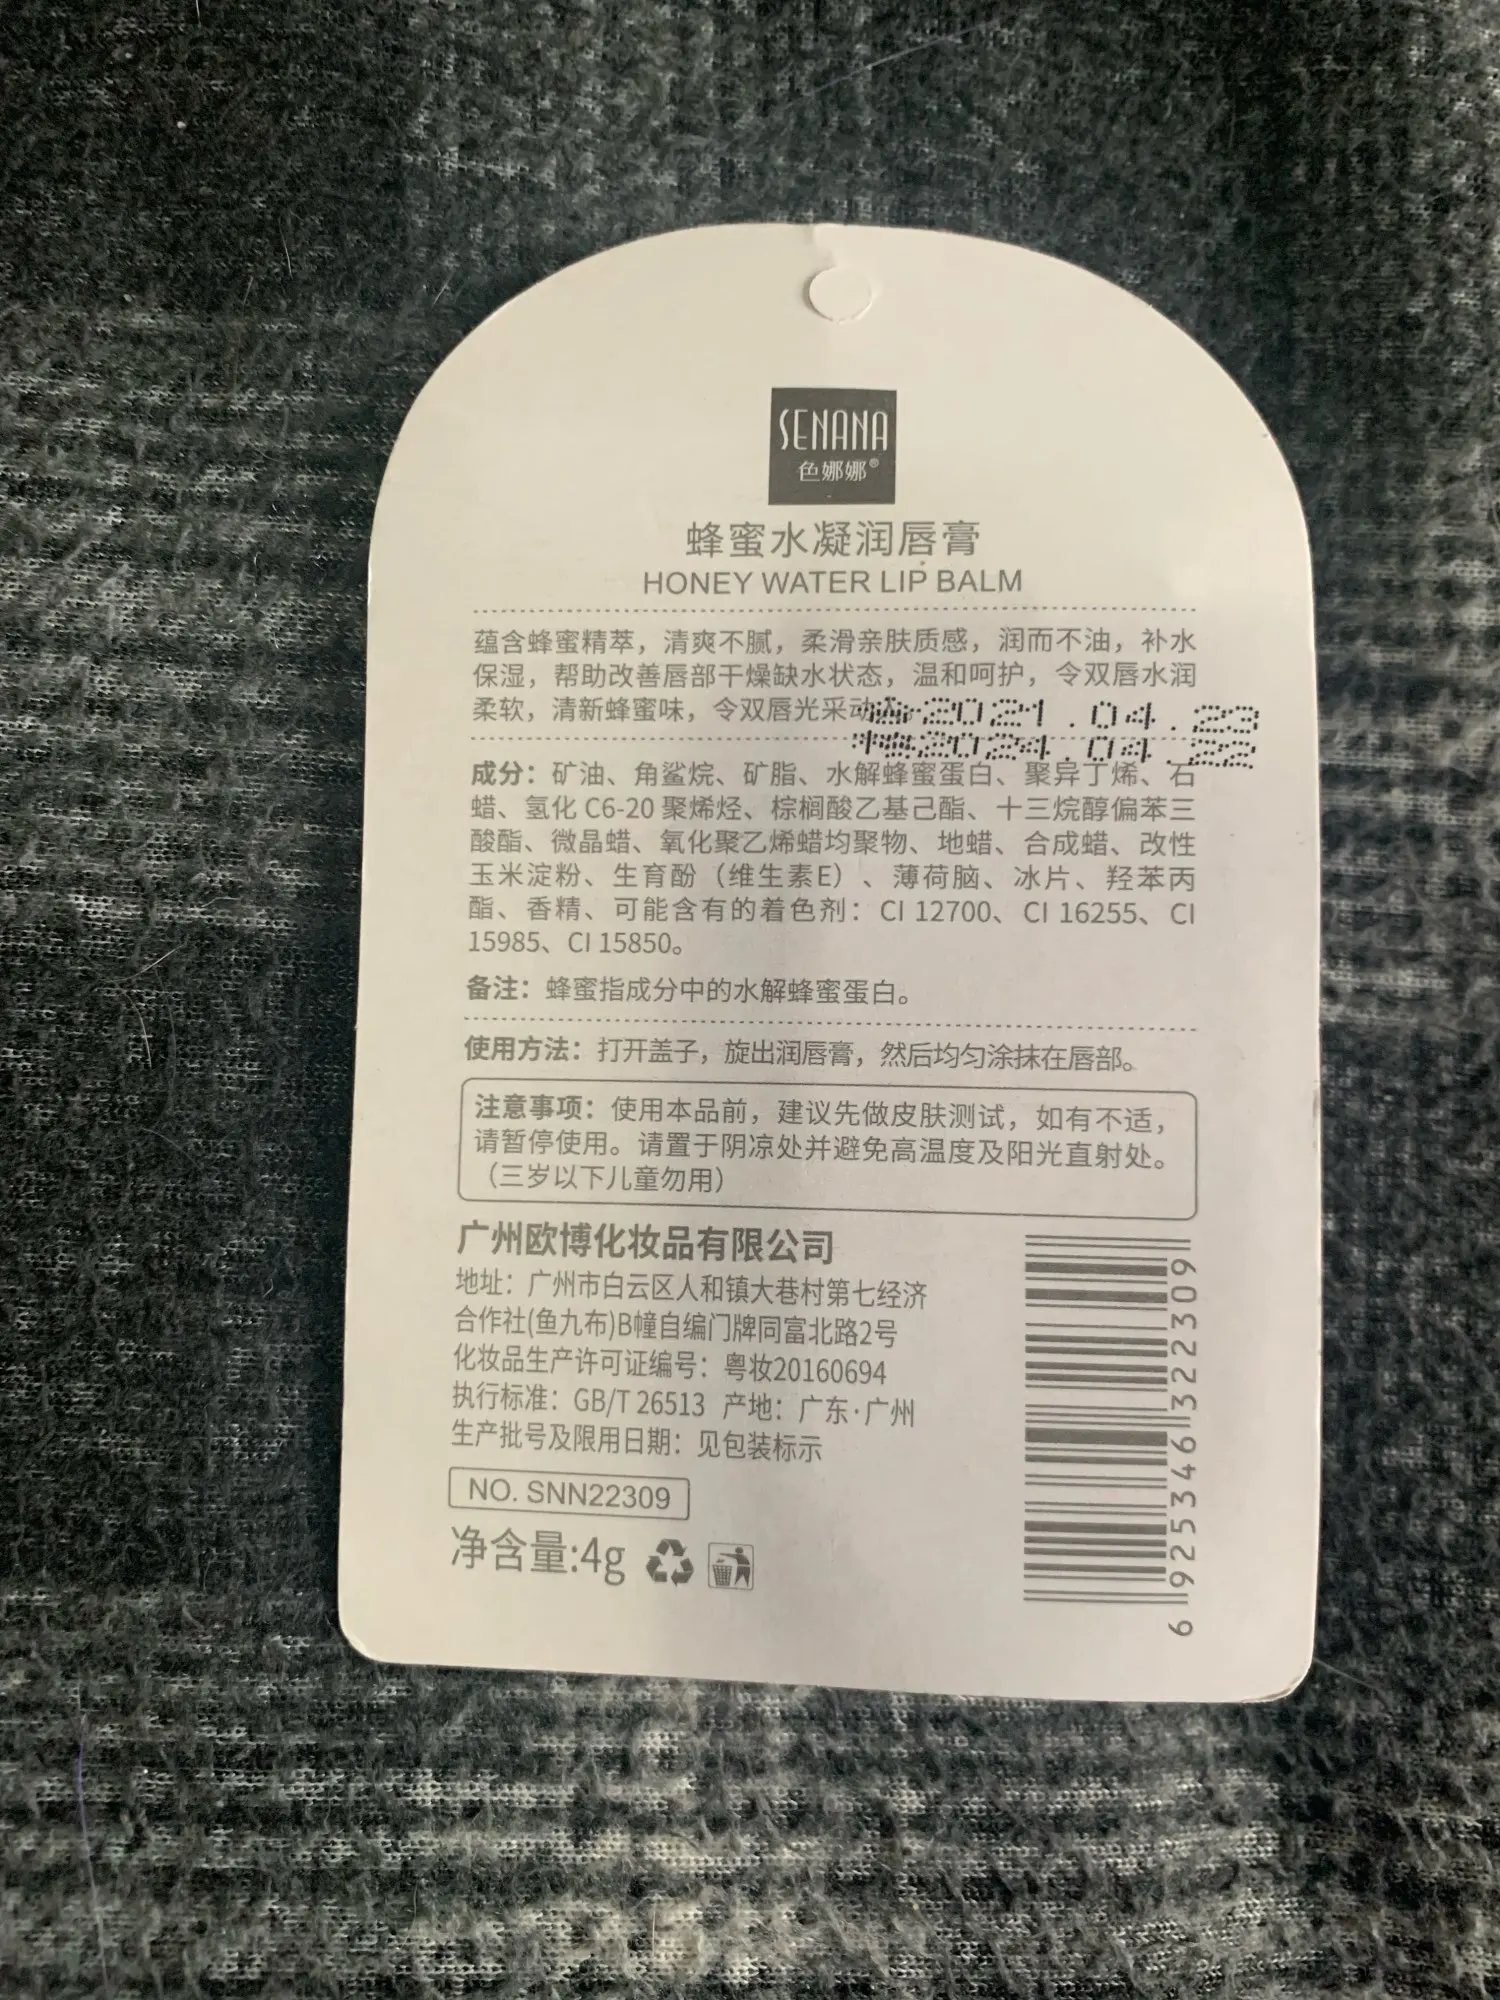 SENANA
色娜娜®
蜂蜜水凝润唇膏
HONEY WATER LIP BALM
蕴含蜂蜜精萃，清爽不腻，柔滑亲肤质感，润而不油，补水
保湿，帮助改善唇部干燥缺水状态，温和呵护，令双唇水润
柔软，清新蜂蜜味，令双唇光采动
2021.04.23
2024.04.22
成分：矿油、角鲨烷、矿脂、水解蜂蜜蛋白、聚异丁烯、石
蜡、氢化 C6-20 聚烯烃、棕榈酸乙基己酯、十三烷醇偏苯三
酸酯、微晶蜡、氧化聚乙烯蜡均聚物、地蜡、合成蜡、改性
玉米淀粉、生育酚（维生素E）、薄荷脑、冰片、羟苯丙
酯、香精、可能含有的着色剂：CI 12700、CI 16255、CI
15985、CI 15850。
备注：蜂蜜指成分中的水解蜂蜜蛋白。
使用方法：打开盖子，旋出润唇膏，然后均匀涂抹在唇部。
注意事项：使用本品前，建议先做皮肤测试，如有不适，
请暂停使用。请置于阴凉处并避免高温度及阳光直射处。
（三岁以下儿童勿用）
广州欧博化妆品有限公司
地址：广州市白云区人和镇大巷村第七经济
合作社(鱼九布)B幢自编门牌同富北路2号
化妆品生产许可证编号：粤妆20160694
执行标准：GB/T 26513 产地：广东·广州
生产批号及限用日期：见包装标示
NO. SNN22309
净含量:4g
6925346322309